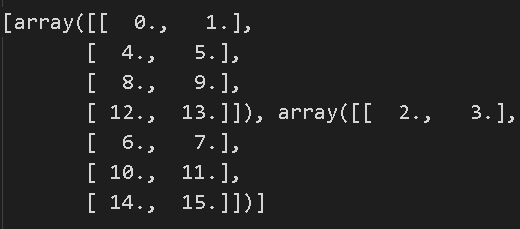 [array([[  0.,   1.],
       [  4.,   5.],
       [  8.,   9.],
       [ 12.,  13.]]), array([[  2.,   3.],
       [  6.,   7.],
       [ 10.,  11.],
       [ 14.,  15.]])]